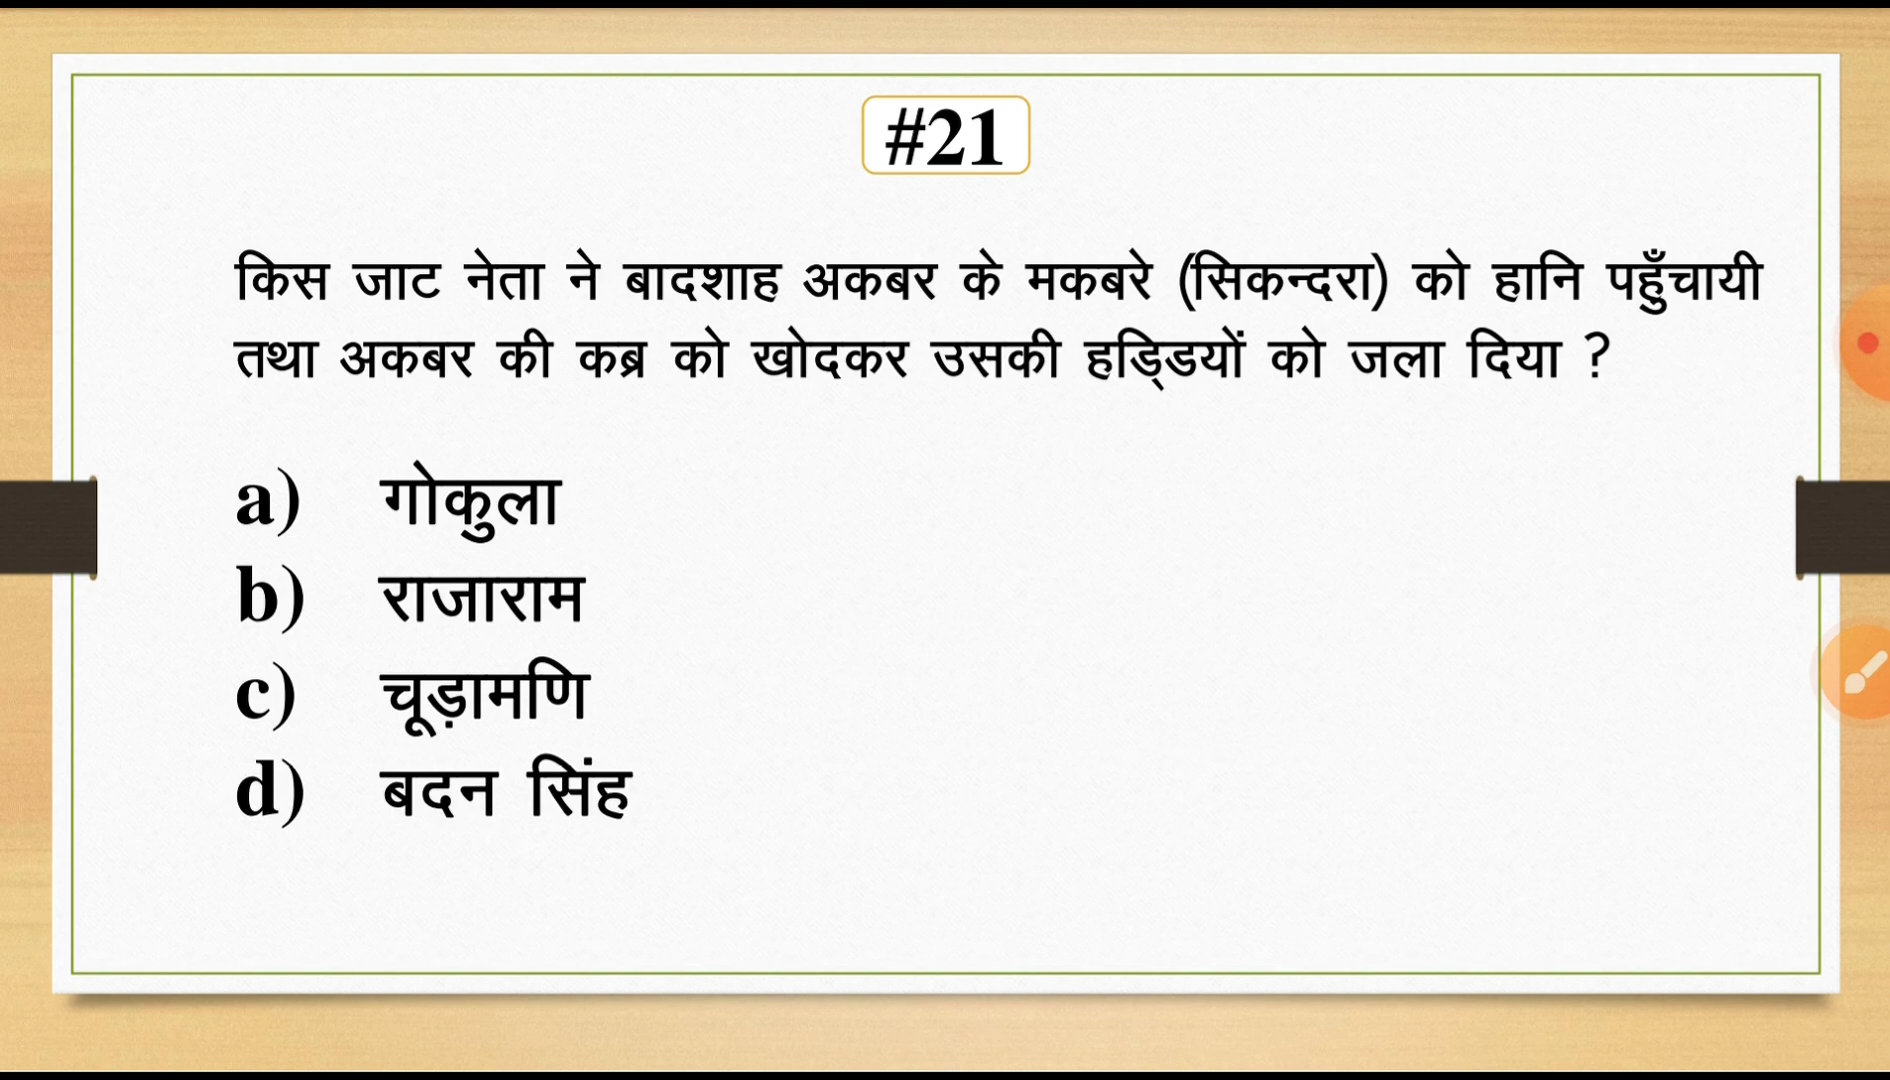 #21
किस जाट नेता ने बादशाह अकबर के मकबरे (सिकन्दरा) को हानि पहुँचायी
तथा अकबर की कब्र को खोदकर उसकी हड्डियों को जला दिया ?
a) गोकुला
b) राजाराम
c) चूड़ामणि
d) बदन सिंह